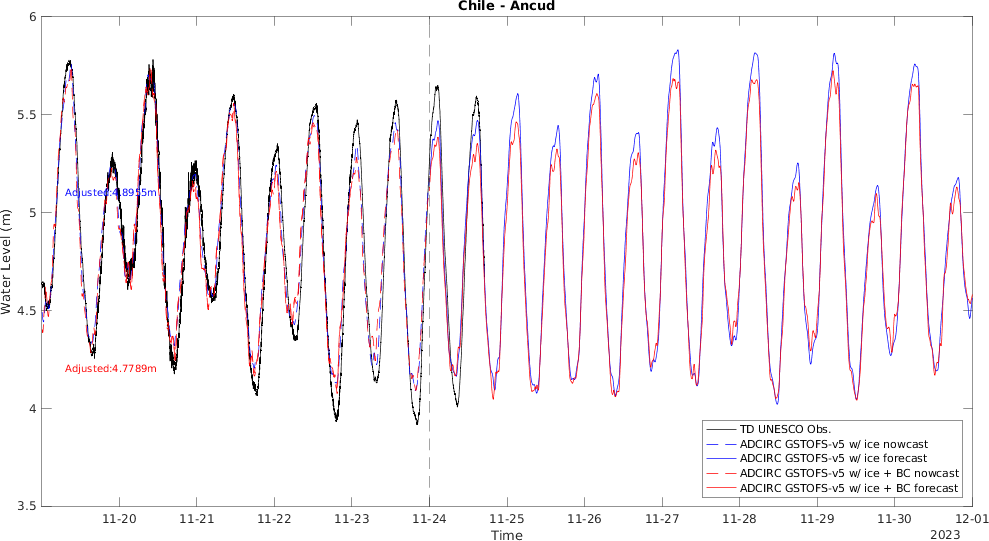 Chile - Ancud
6
5.5
5
4.5
4
3.5
Water Level (m)
Adjusted:4.8955m
Adjusted:4.7789m
TD UNESCO Obs.
ADCIRC GSTOFS-v5 w/ ice nowcast
ADCIRC GSTOFS-v5 w/ ice forecast
ADCIRC GSTOFS-v5 w/ ice + BC nowcast
ADCIRC GSTOFS-v5 w/ ice + BC forecast
11-20 11-21 11-22 11-23 11-24 11-25 11-26 11-27 11-28 11-29 11-30 12-01
Time
2023